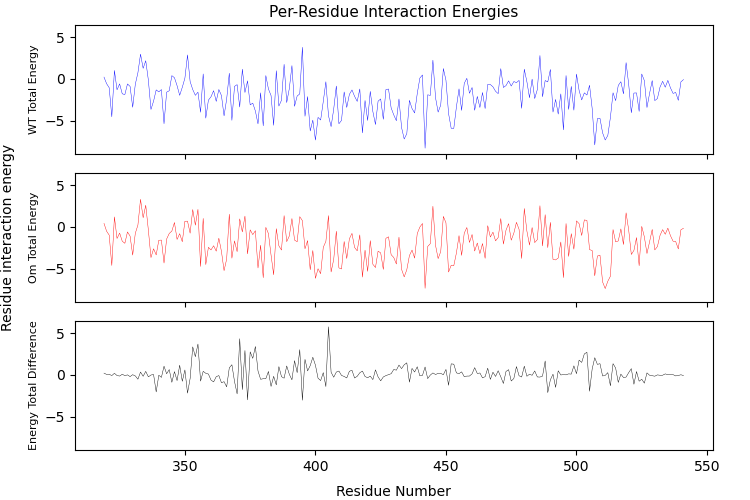 Per-Residue Interaction Energies
Residue interaction energy
WT Total Energy
5
0
−5
Om Total Energy
5
0
−5
Energy Total Difference
5
0
−5
350 400 450 500 550
Residue Number